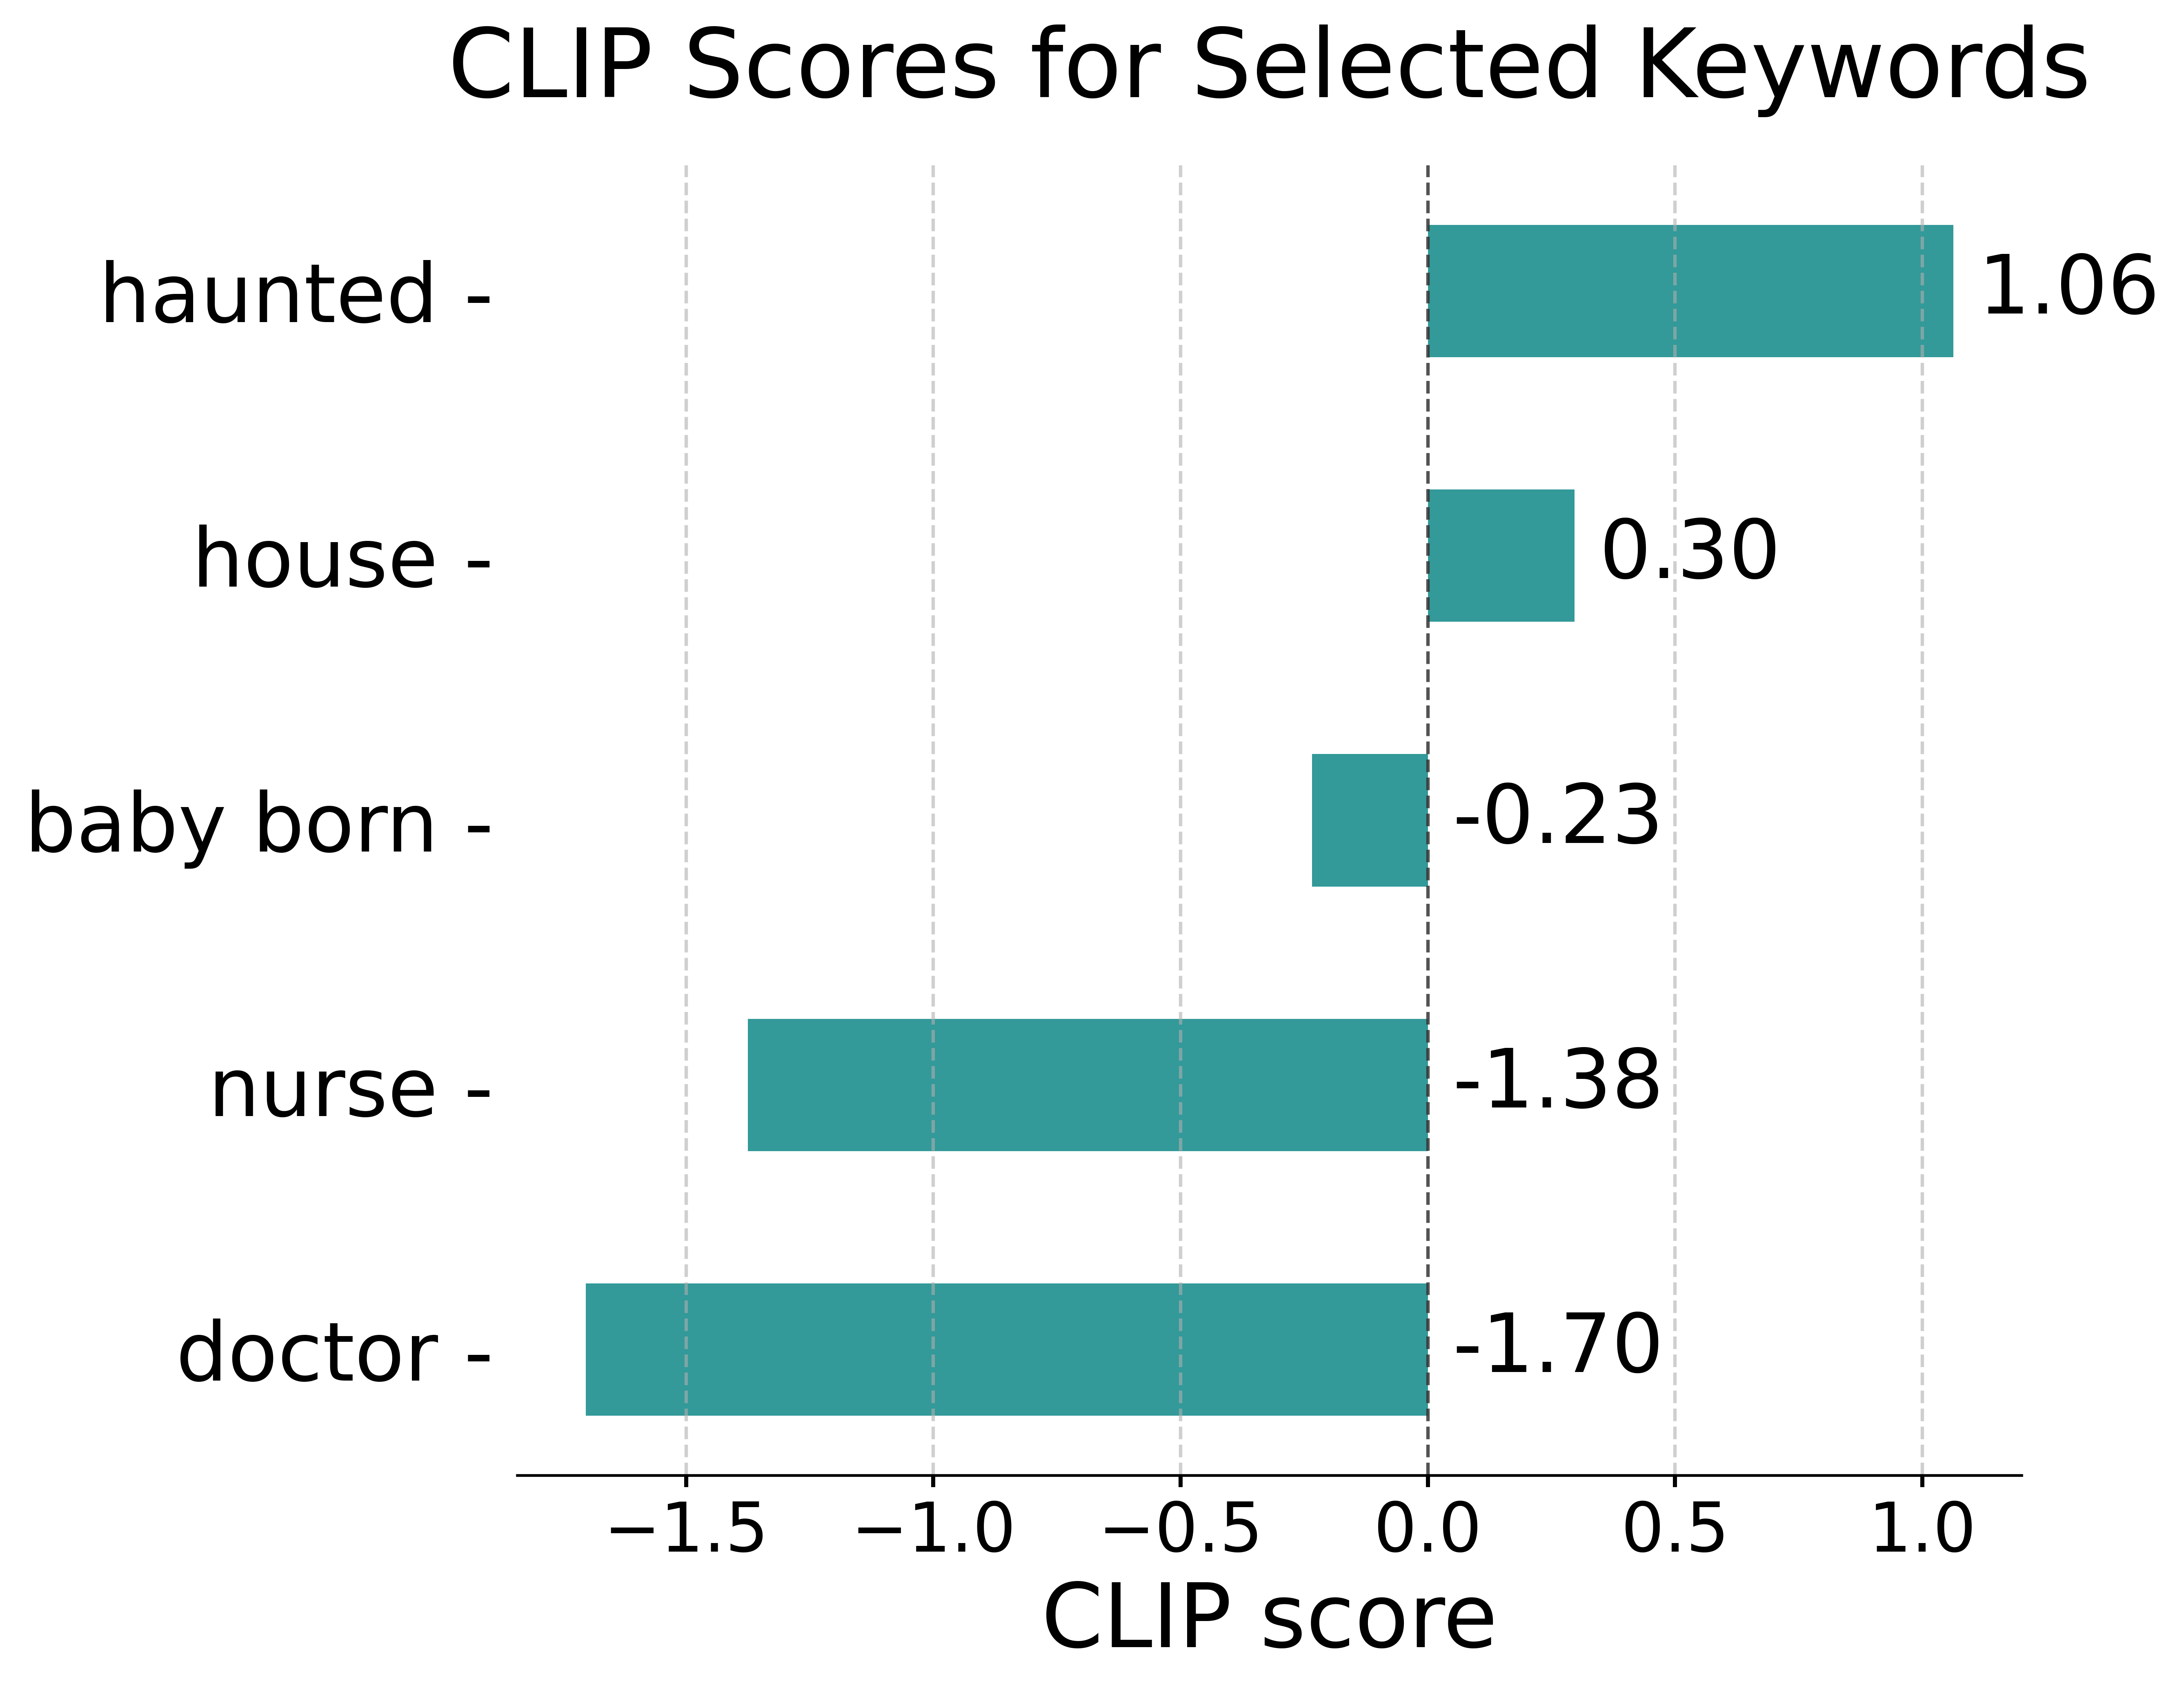 CLIP Scores for Selected Keywords
haunted - 1.06
house - 0.30
baby born - -0.23
nurse - -1.38
doctor - -1.70
−1.5 −1.0 −0.5 0.0 0.5 1.0
CLIP score